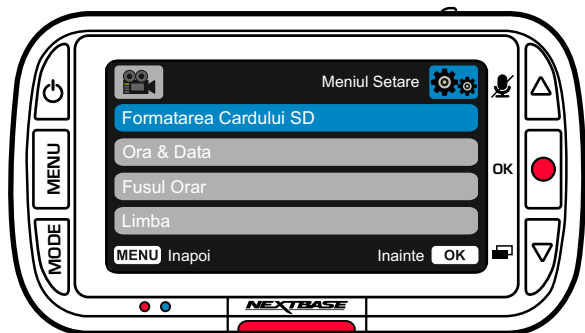 Meniul Setare
Formatarea Cardului SD
Ora & Data
Fusul Orar
Limba
MENU Inapoi
Inainte OK
MENU
MODE
OK
NEXTBASE